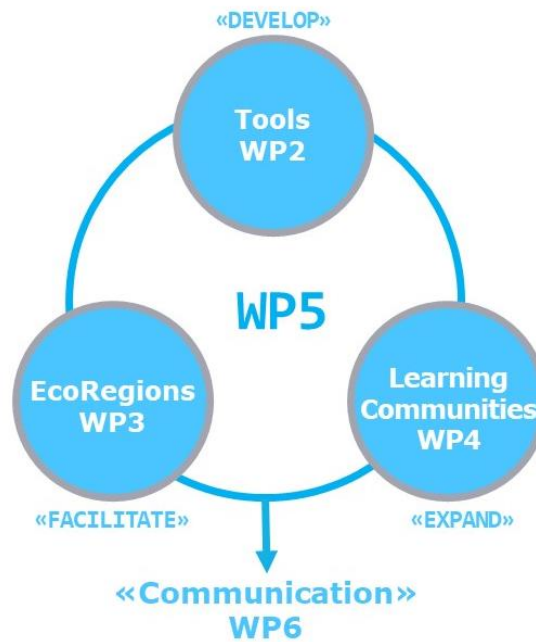 «DEVELOP»
Tools
WP2
WP5
EcoRegions
WP3
Learning
Communities
WP4
«FACILITATE»
«EXPAND»
«Communication»
WP6